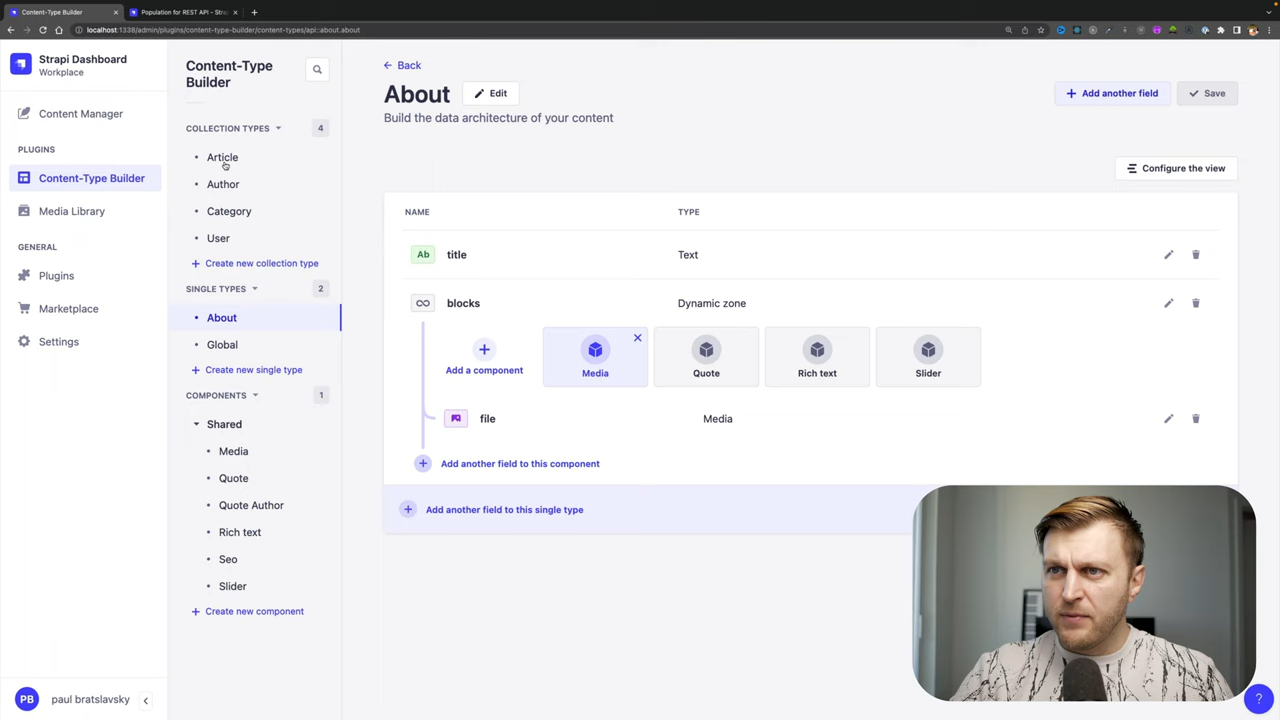 Content-Type Builder
Population for REST API - Stra
localhost:1338/admin/plugins/content-type-builder/content-types/api::about.about
Strapi Dashboard
Workplace
Content Manager
PLUGINS
Content-Type Builder
Media Library
GENERAL
Plugins
Marketplace
Settings
PB
paul bratslavsky
Content-Type
Builder
COLLECTION TYPES
4
Article
Author
Category
User
Create new collection type
SINGLE TYPES
2
About
Global
Create new single type
COMPONENTS
1
Shared
Media
Quote
Quote Author
Rich text
Seo
Slider
Create new component
Back
About
Edit
Add another field
Save
Build the data architecture of your content
Configure the view
NAME
TYPE
Ab
title
Text
blocks
Dynamic zone
Add a component
Media
Quote
Rich text
Slider
file
Media
Add another field to this component
Add another field to this single type
?